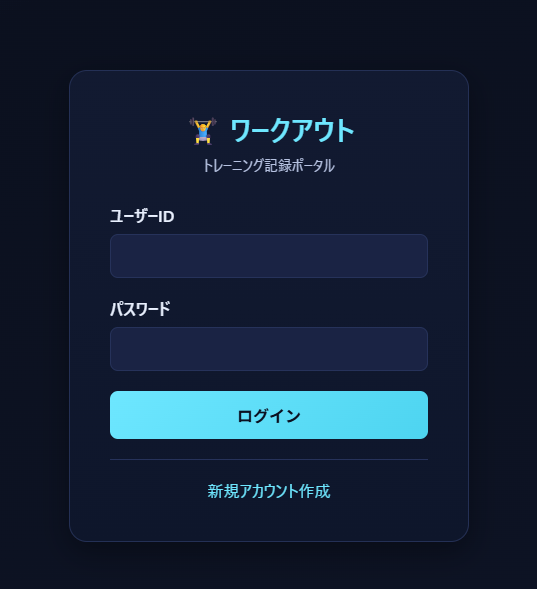 🏋️ ワークアウト
トレーニング記録ポータル
ユーザーID
パスワード
ログイン
新規アカウント作成